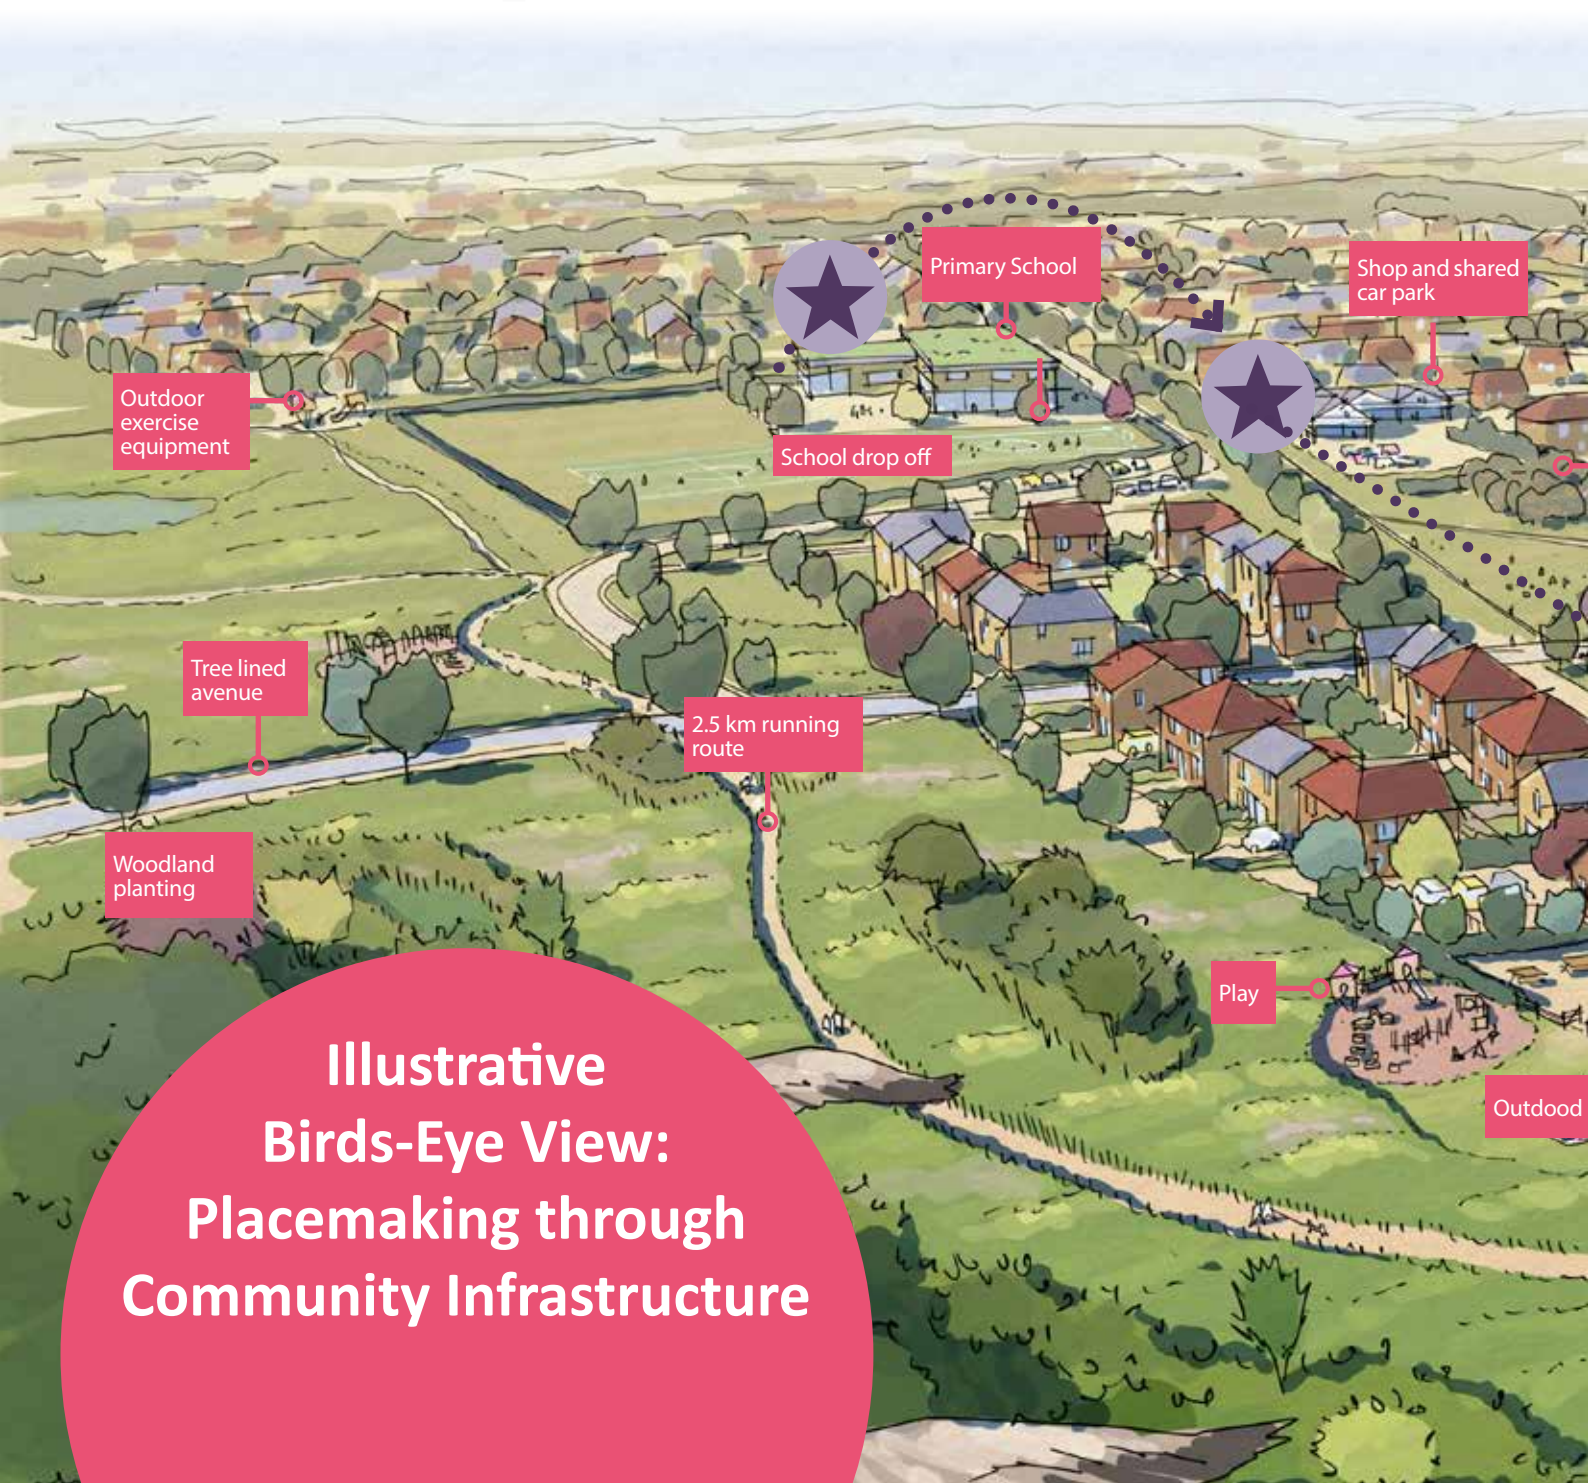 Primary School
Shop and shared
car park
Outdoor
exercise
equipment
School drop off
Tree lined
avenue
2.5 km running
route
Woodland
planting
Play
Outdood
Illustrative
Birds-Eye View:
Placemaking through
Community Infrastructure